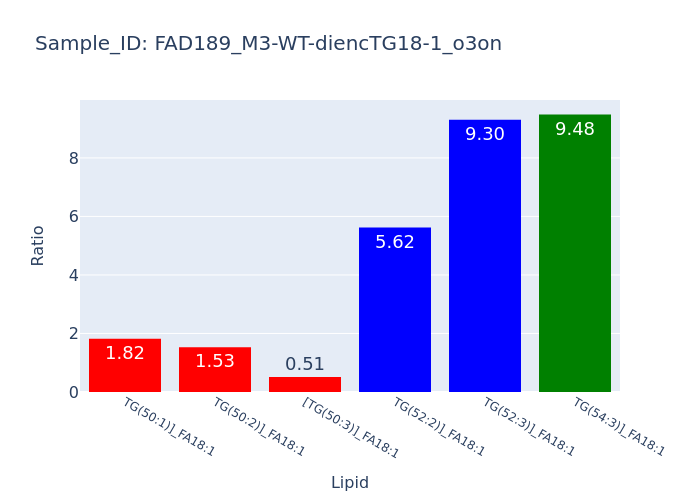 Sample_ID: FAD189_M3-WT-diencTG18-1_o3on
Ratio
8
6
4
2
0
1.82
1.53
0.51
5.62
9.30
9.48
TG(50:1)]_FA18:1
TG(50:2)]_FA18:1
[TG(50:3)]_FA18:1
TG(52:2)]_FA18:1
TG(52:3)]_FA18:1
TG(54:3)]_FA18:1
Lipid